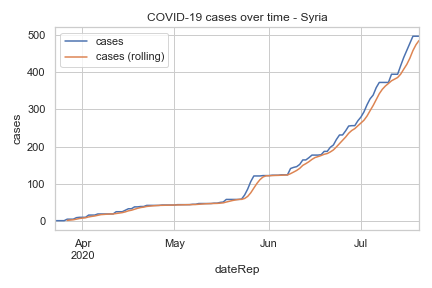 COVID-19 cases over time - Syria
cases
cases (rolling)
500
400
300
200
100
0
cases
Apr
2020
May
Jun
Jul
dateRep